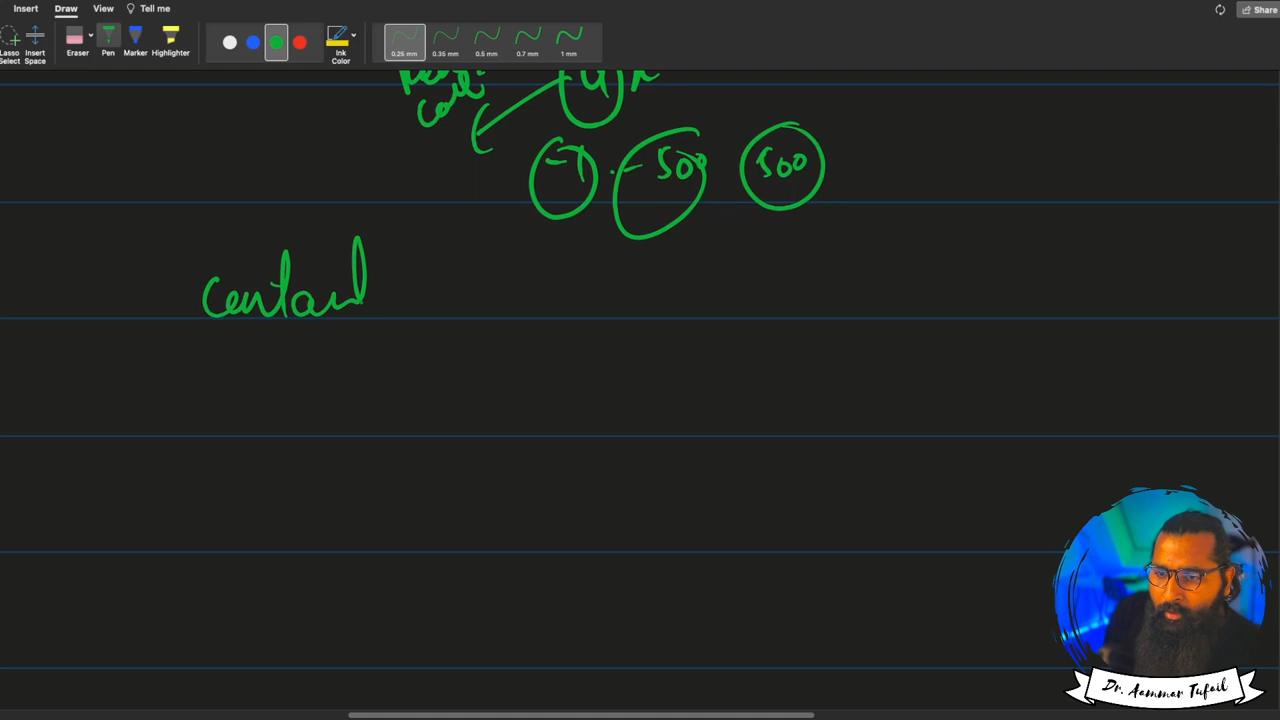 Insert Draw View Tell me
Share
Lasso Select
Insert Space
Eraser
Pen
Marker
Highlighter
Ink Color
0.25 mm
0.35 mm
0.5 mm
0.7 mm
1 mm
-500 500
Dr. Aammar Tufail